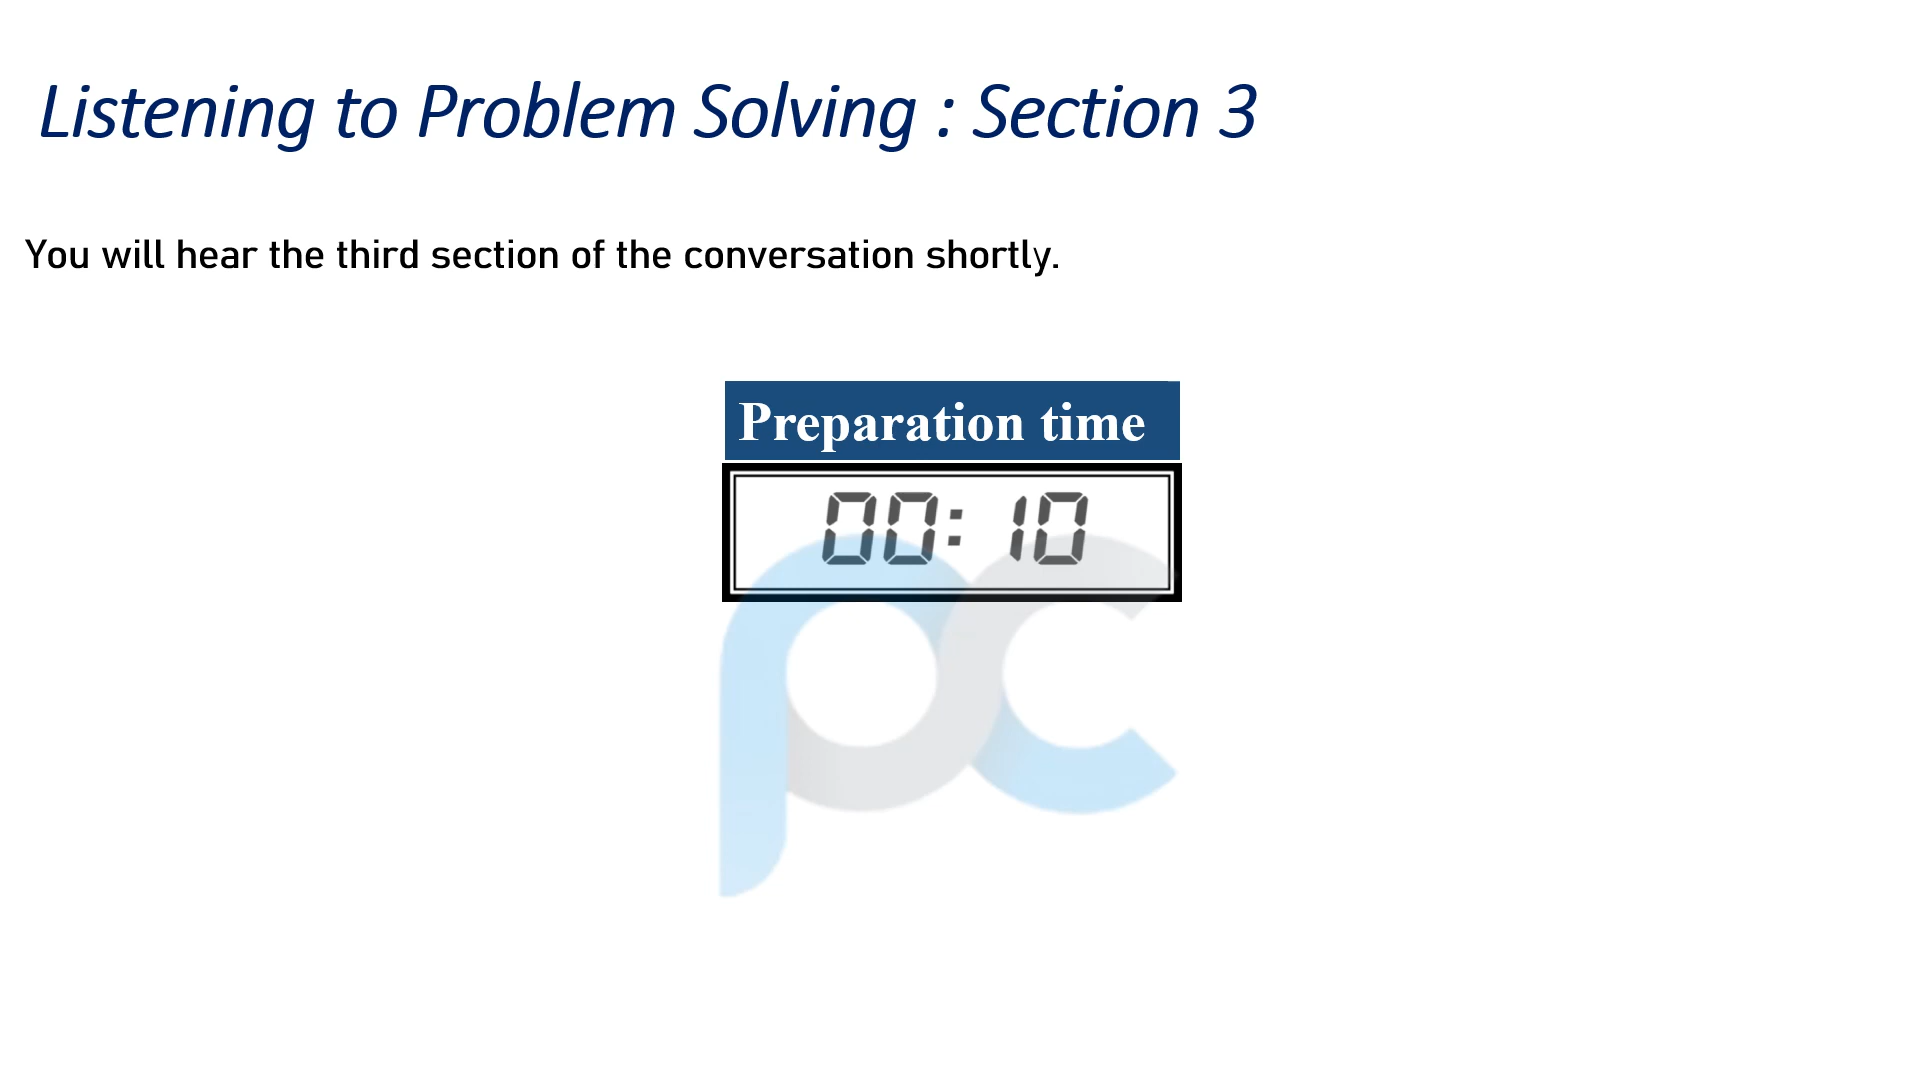 Listening to Problem Solving : Section 3
You will hear the third section of the conversation shortly.
Preparation time
00: 10
pc